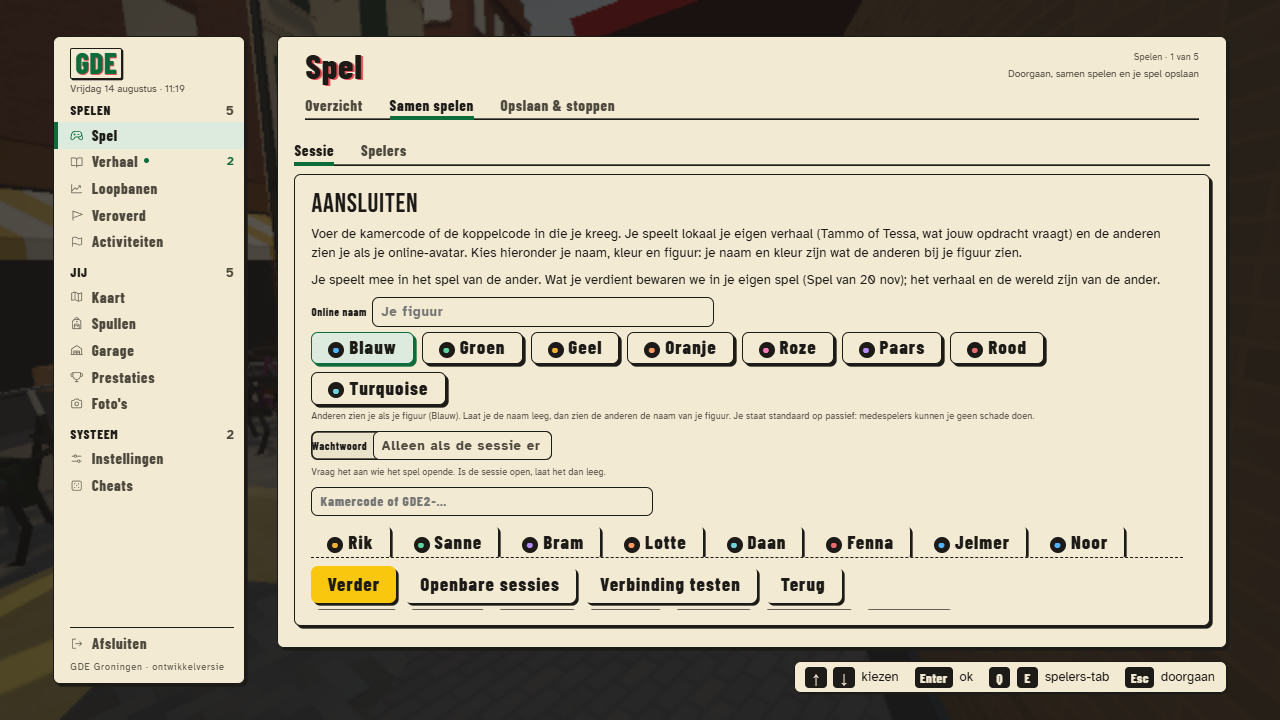 GDE
Vrijdag 14 augustus · 11:19
SPELEN 5
Spel
Verhaal 2
Loopbanen
Veroverd
Activiteiten
JIJ 5
Kaart
Spullen
Garage
Prestaties
Foto's
SYSTEEM 2
Instellingen
Cheats
Afsluiten
GDE Groningen · ontwikkelversie
Spel
Spelen · 1 van 5
Doorgaan, samen spelen en je spel opslaan
Overzicht Samen spelen Opslaan & stoppen
Sessie Spelers
AANSLUITEN
Voer de kamercode of de koppelcode in die je kreeg. Je speelt lokaal je eigen verhaal (Tammo of Tessa, wat jouw opdracht vraagt) en de anderen
zien je als je online-avatar. Kies hieronder je naam, kleur en figuur: je naam en kleur zijn wat de anderen bij je figuur zien.
Je speelt mee in het spel van de ander. Wat je verdient bewaren we in je eigen spel (Spel van 20 nov); het verhaal en de wereld zijn van de ander.
Online naam Je figuur
Blauw Groen Geel Oranje Roze Paars Rood
Turquoise
Anderen zien je als je figuur (Blauw). Laat je de naam leeg, dan zien de anderen de naam van je figuur. Je staat standaard op passief: medespelers kunnen je geen schade doen.
Wachtwoord Alleen als de sessie er
Vraag het aan wie het spel opende. Is de sessie open, laat het dan leeg.
Kamercode of GDE2-...
Rik Sanne Bram Lotte Daan Fenna Jelmer Noor
Verder Openbare sessies Verbinding testen Terug
↑ ↓ kiezen Enter ok Q E spelers-tab Esc doorgaan